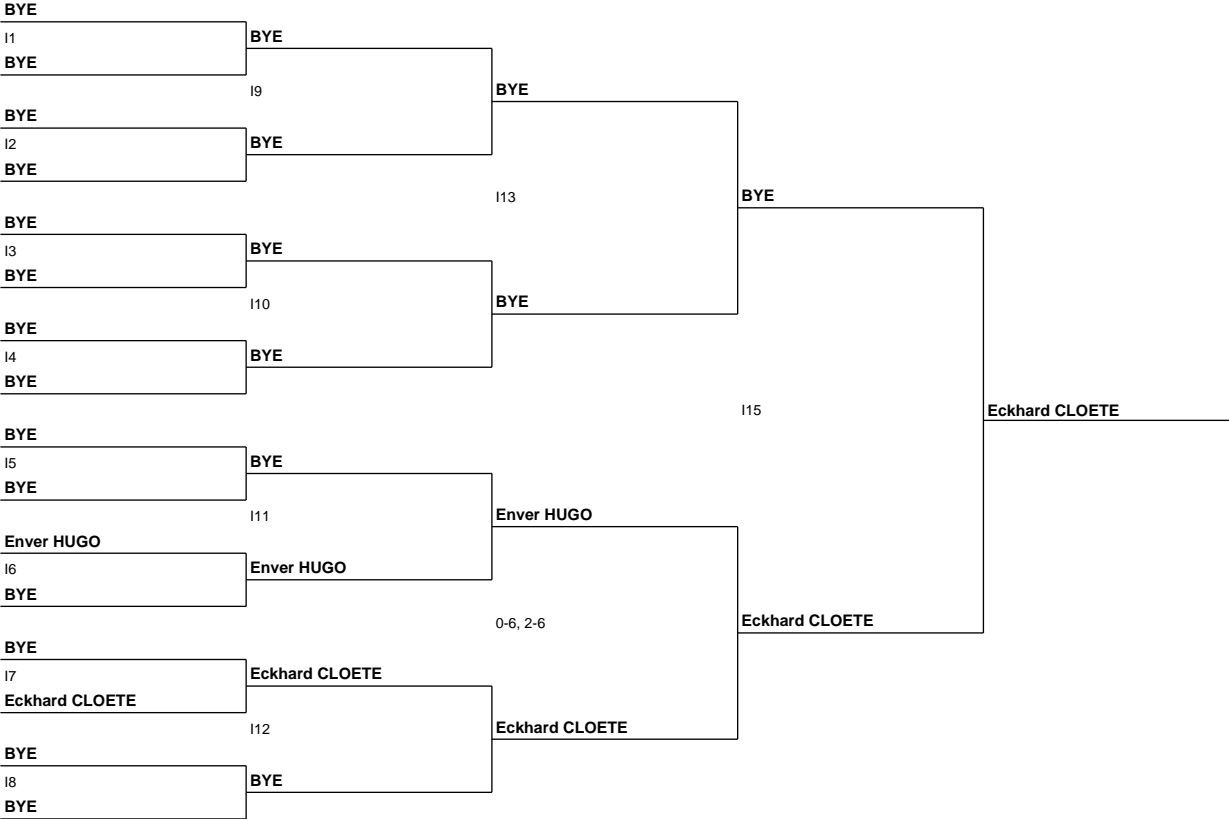 BYE
I1
BYE
BYE
I9
BYE
I2
BYE
BYE
BYE
I13
BYE
I3
BYE
BYE
I10
BYE
I4
BYE
BYE
BYE
BYE
I15
Eckhard CLOETE
BYE
I5
BYE
BYE
I11
Enver HUGO
I6
BYE
Enver HUGO
Enver HUGO
0-6, 2-6
Eckhard CLOETE
BYE
I7
Eckhard CLOETE
Eckhard CLOETE
I12
BYE
I8
BYE
BYE
Eckhard CLOETE